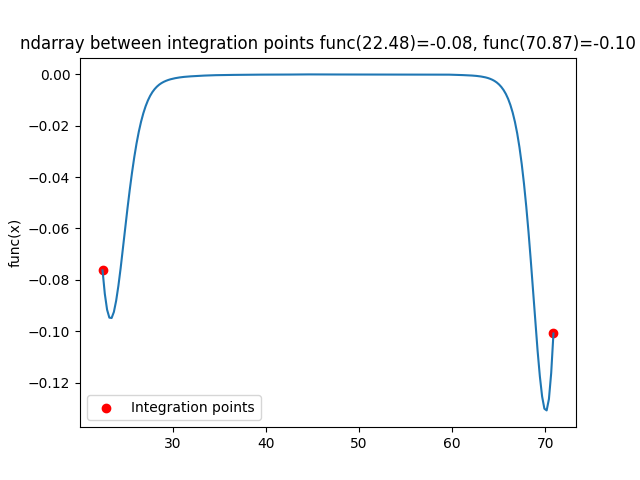 ndarray between integration points func(22.48)=-0.08, func(70.87)=-0.10
0.00
−0.02
−0.04
−0.06
−0.08
−0.10
−0.12
func(x)
Integration points
30 40 50 60 70